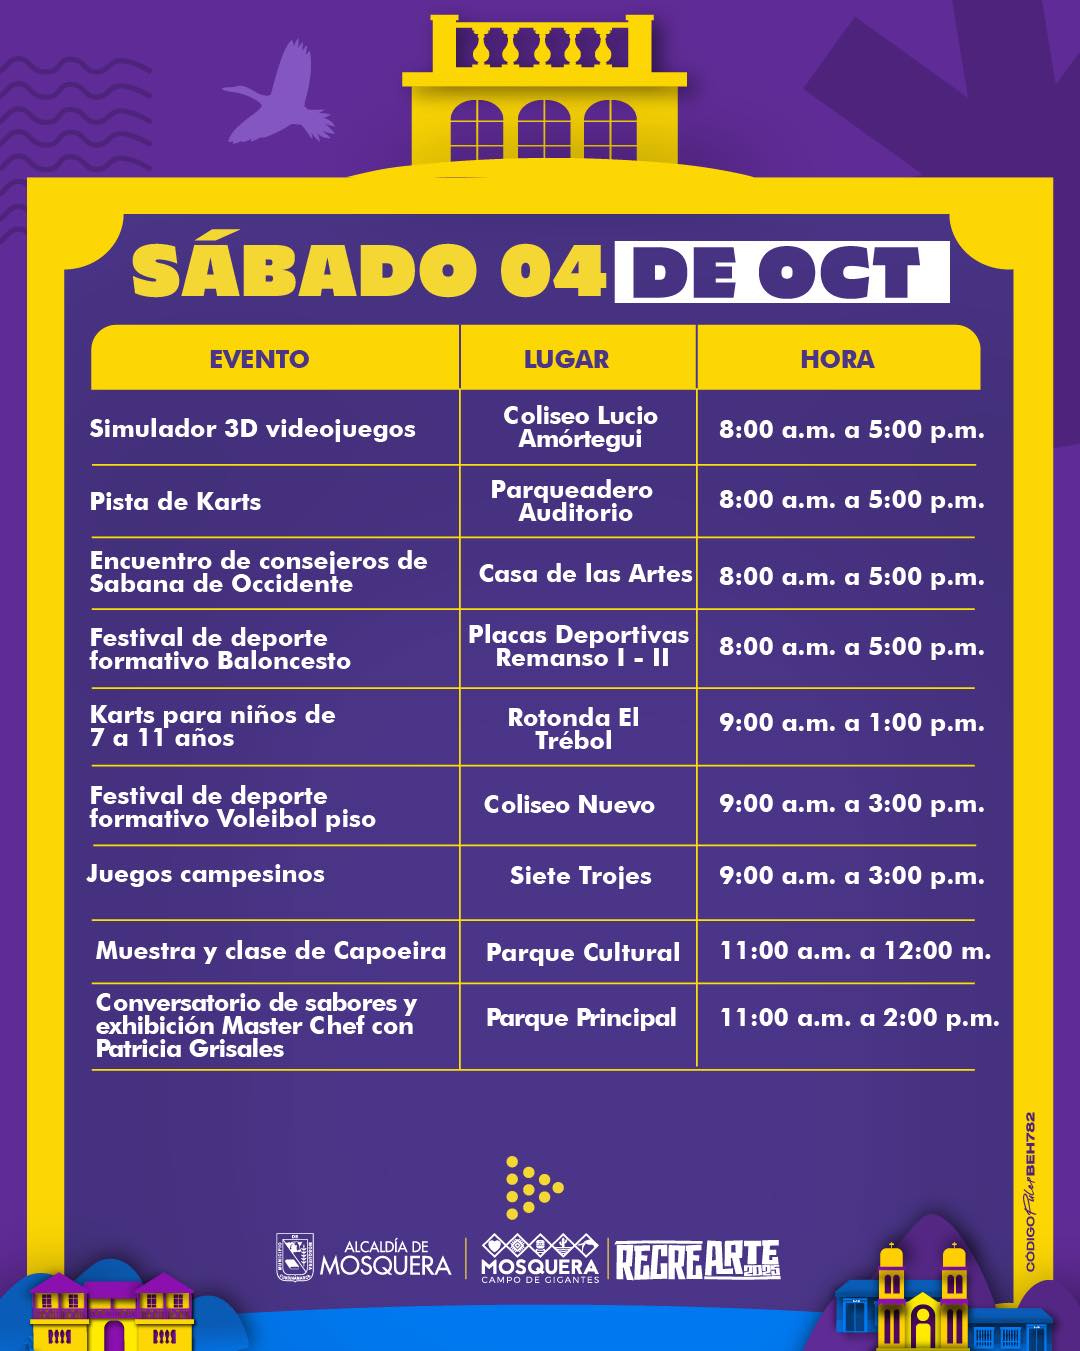 SÁBADO 04 DE OCT
EVENTO LUGAR HORA
Simulador 3D videojuegos
Coliseo Lucio
Amórtegui
8:00 a.m. a 5:00 p.m.
Pista de Karts
Parqueadero
Auditorio
8:00 a.m. a 5:00 p.m.
Encuentro de consejeros de
Sabana de Occidente
Casa de las Artes
8:00 a.m. a 5:00 p.m.
Festival de deporte
formativo Baloncesto
Placas Deportivas
Remanso I - II
8:00 a.m. a 5:00 p.m.
Karts para niños de
7 a 11 años
Rotonda El
Trébol
9:00 a.m. a 1:00 p.m.
Festival de deporte
formativo Voleibol piso
Coliseo Nuevo
9:00 a.m. a 3:00 p.m.
Juegos campesinos
Siete Trojes
9:00 a.m. a 3:00 p.m.
Muestra y clase de Capoeira
Parque Cultural
11:00 a.m. a 12:00 m.
Conversatorio de sabores y
exhibición Master Chef con
Patricia Grisales
Parque Principal
11:00 a.m. a 2:00 p.m.
CÓDIGO Puler BEH782
ALCALDÍA DE
MOSQUERA
MOSQUERA
CAMPO DE GIGANTES
RECREARTE
2025